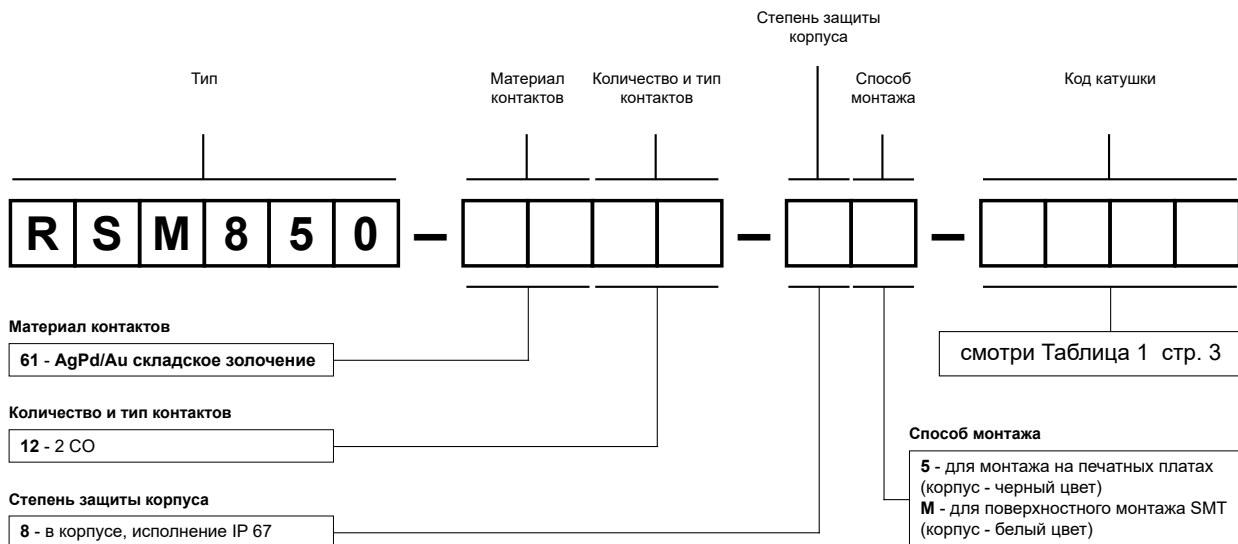 Степень защиты
корпуса
Тип
Материал
контактов
Количество и тип
контактов
Способ
монтажа
Код катушки
R S M 8 5 0 – – –
Материал контактов
61 - AgPd/Au складское золочение
смотри Таблица 1 стр. 3
Количество и тип контактов
12 - 2 CO
Способ монтажа
5 - для монтажа на печатных платах
(корпус - черный цвет)
M - для поверхностного монтажа SMT
(корпус - белый цвет)
Степень защиты корпуса
8 - в корпусе, исполнение IP 67